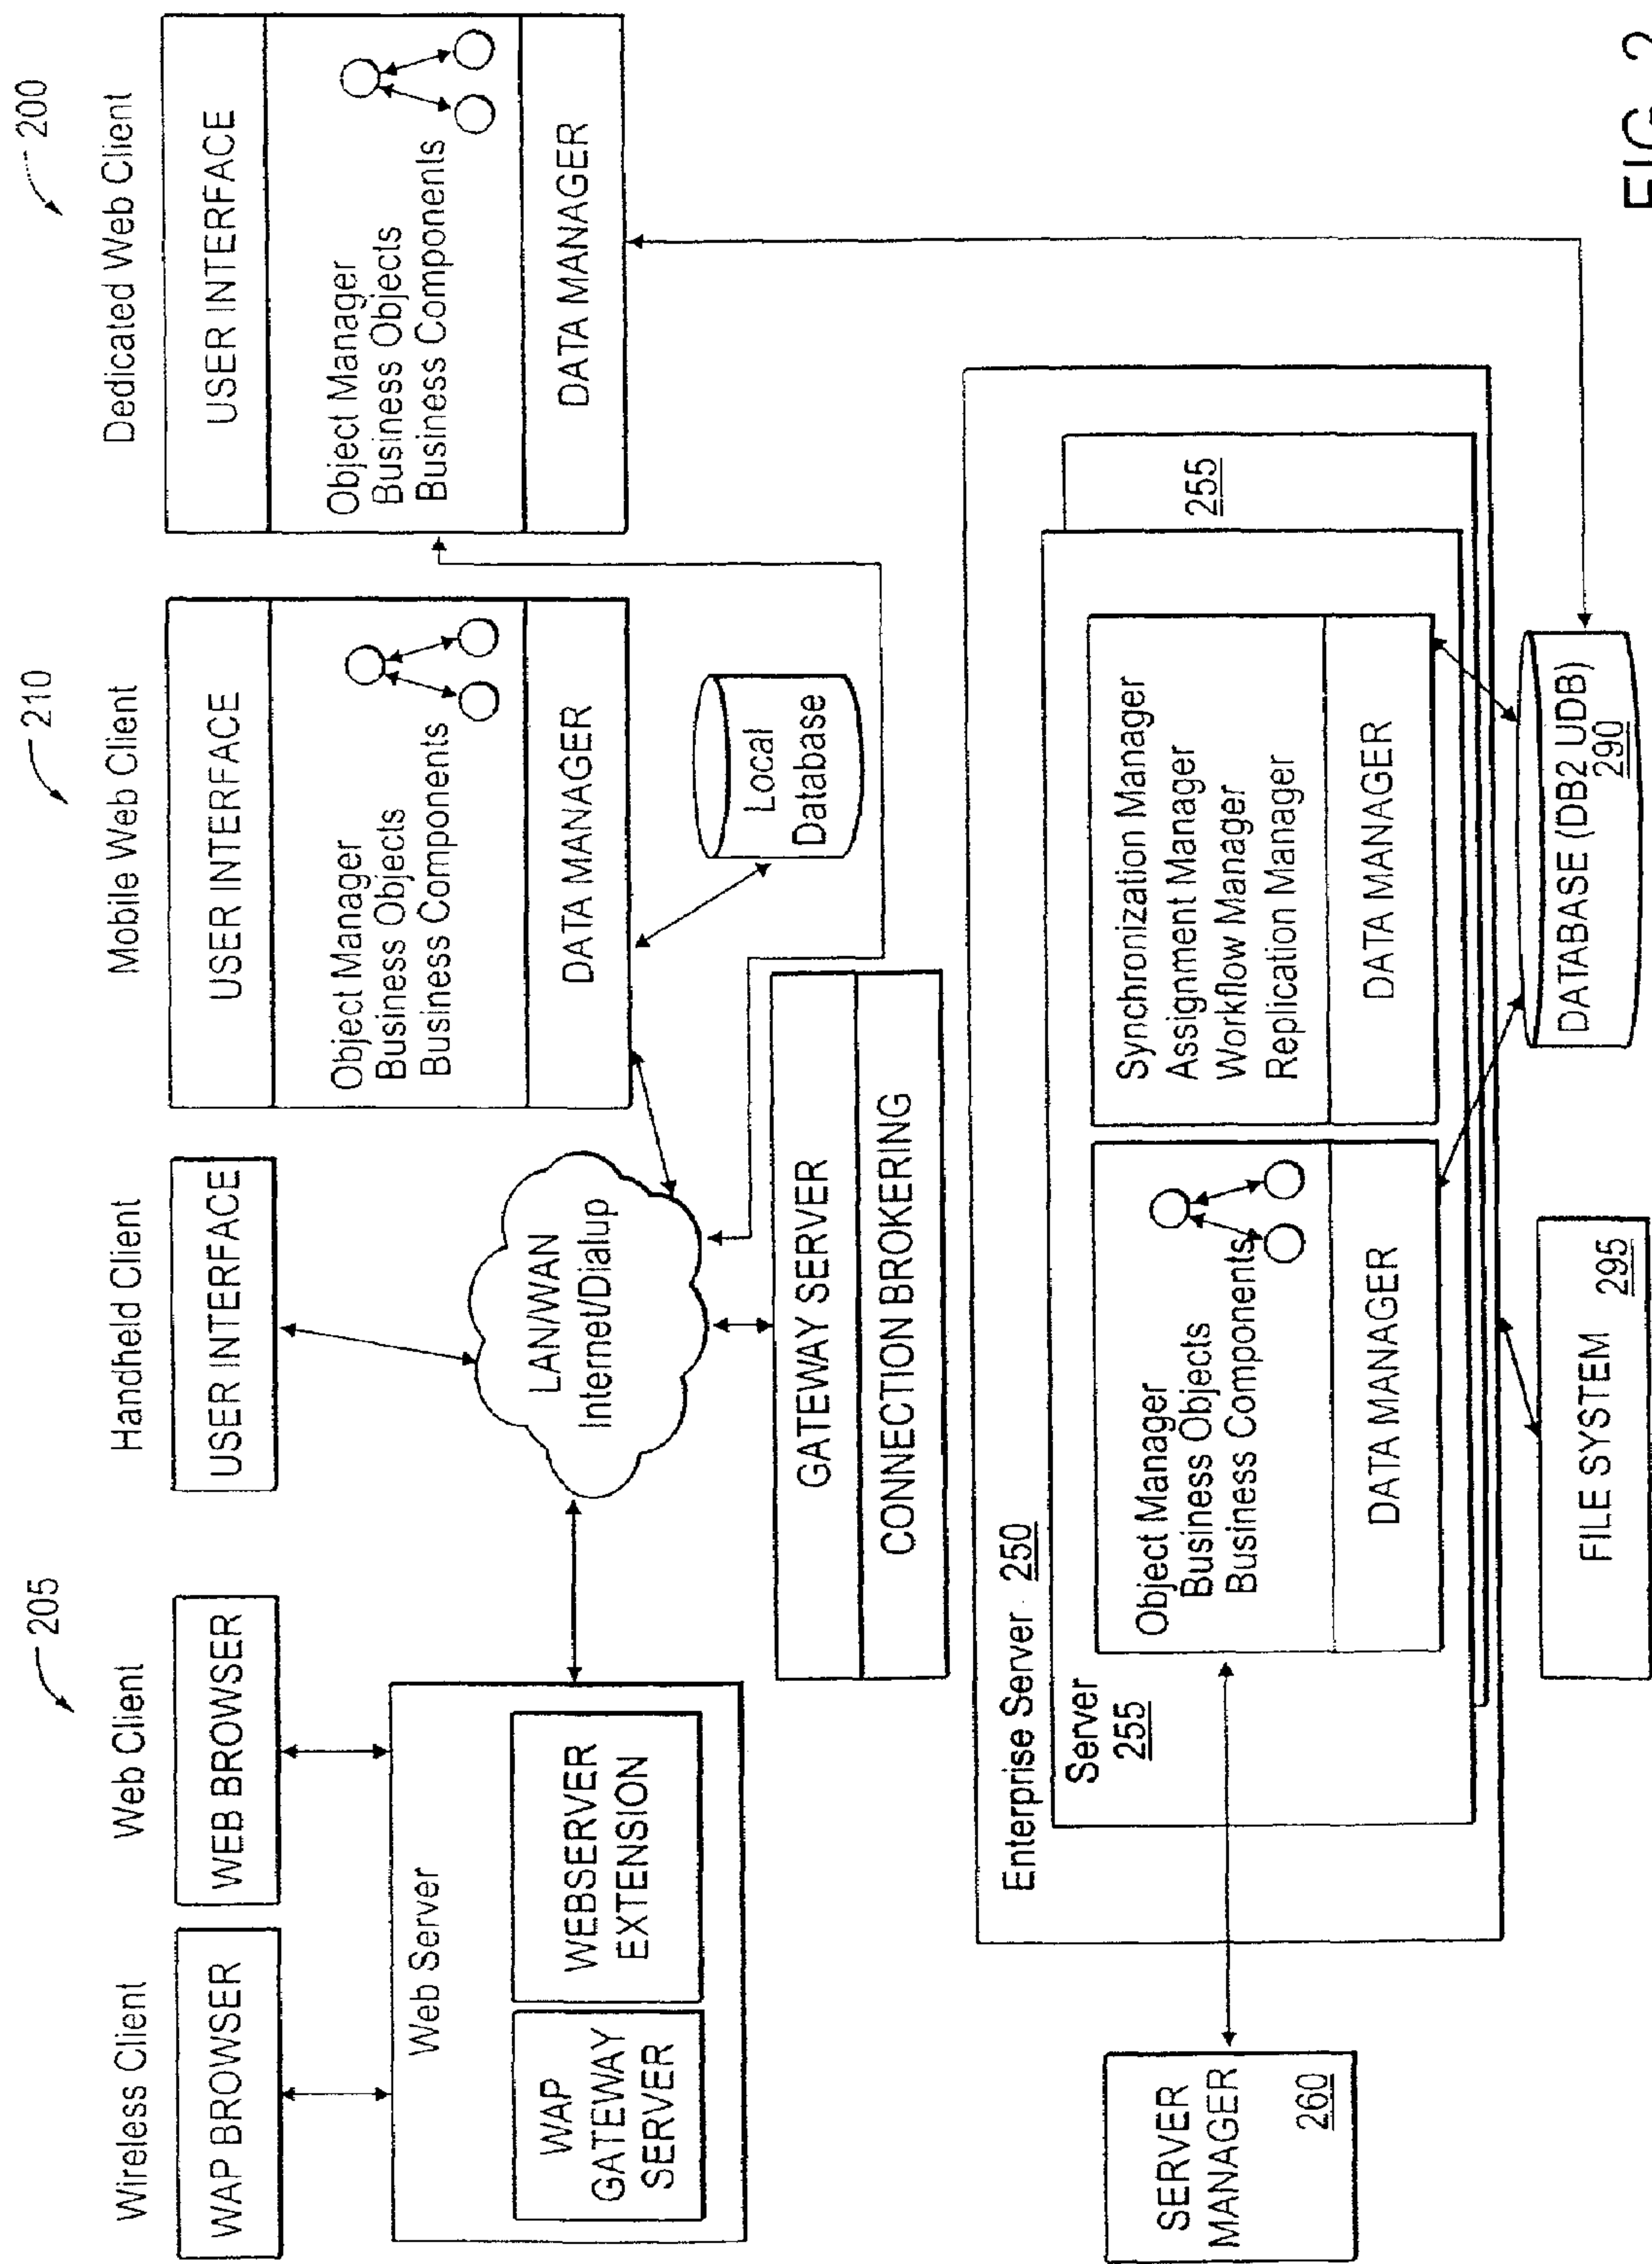 Wireless Client
Web Client
205
Handheld Client
Mobile Web Client
210
Dedicated Web Client
200
WAP BROWSER
WEB BROWSER
USER INTERFACE
USER INTERFACE
Object Manager
Business Objects
Business Components
DATA MANAGER
USER INTERFACE
Object Manager
Business Objects
Business Components
DATA MANAGER
Web Server
WAP
GATEWAY
SERVER
WEBSERVER
EXTENSION
LAN/WAN
Internet/Dialup
Local
Database
GATEWAY SERVER
CONNECTION BROKERING
Enterprise Server 250
Server
255
255
Object Manager
Business Objects
Business Components
DATA MANAGER
Synchronization Manager
Assignment Manager
Workflow Manager
Replication Manager
DATA MANAGER
SERVER
MANAGER
260
FILE SYSTEM 295
DATABASE (DB2 UDB)
290
FIG. 2